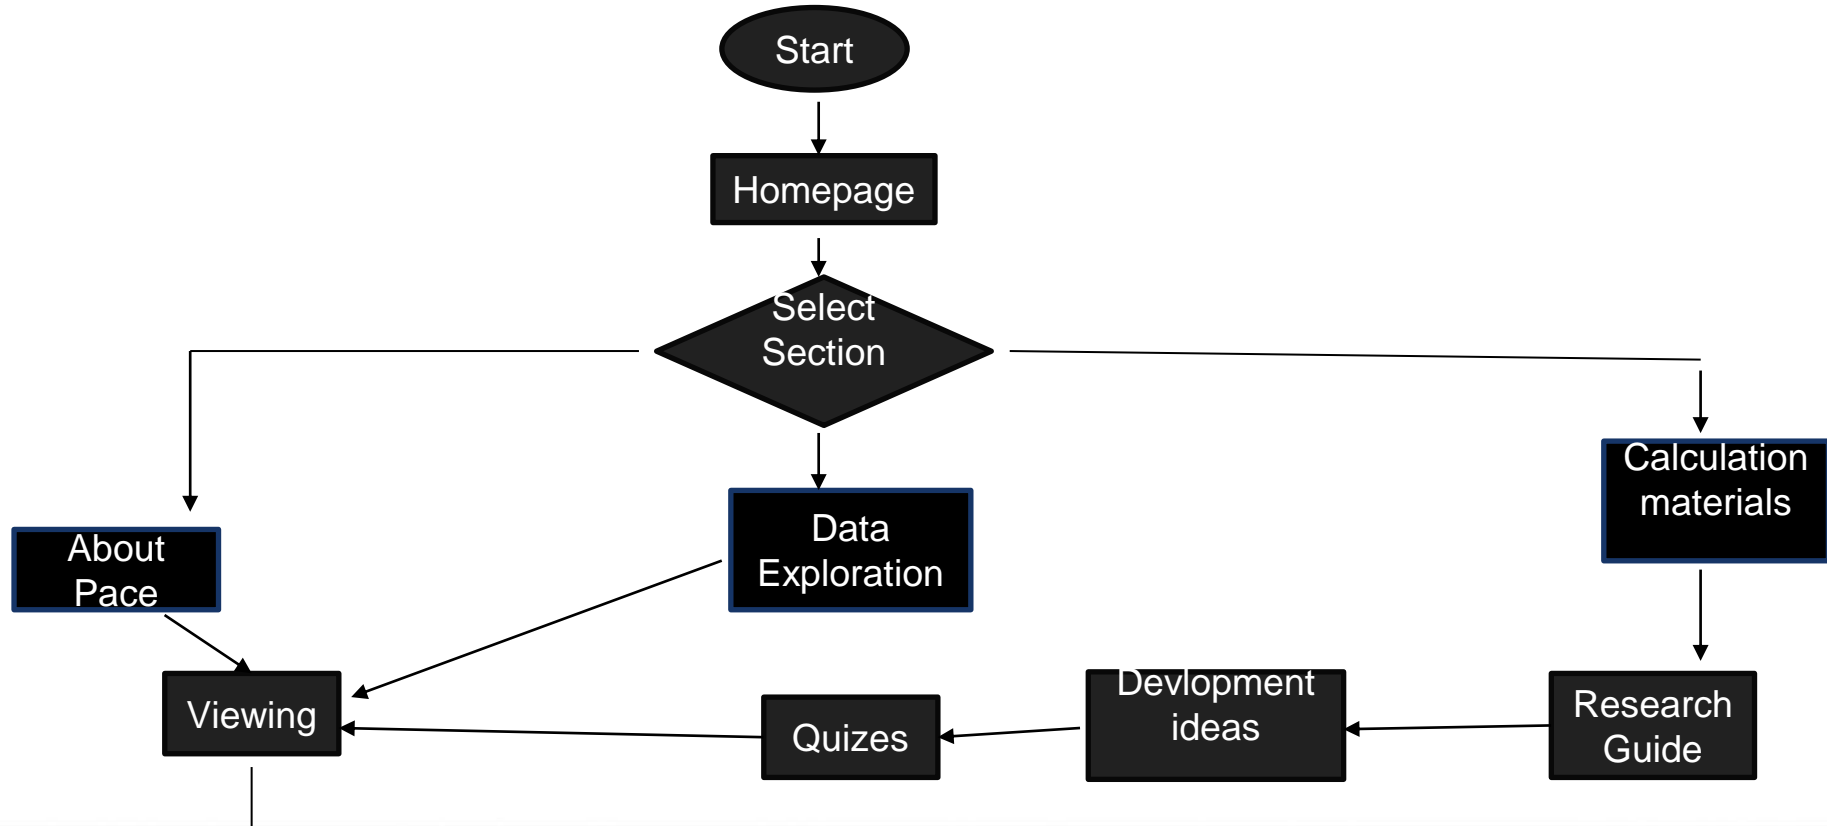 Start
Homepage
Select
Section
Calculation
materials
Data
Exploration
About
Pace
Viewing
Quizes
Devlopment
ideas
Research
Guide